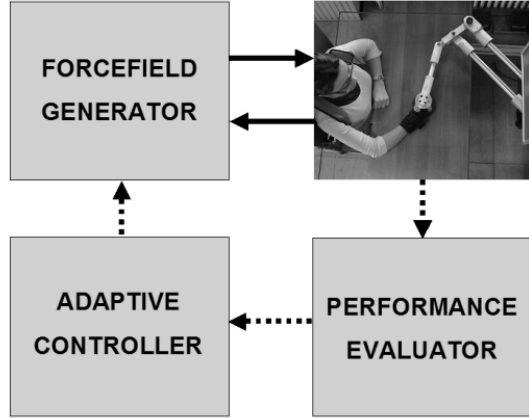 FORCEFIELD
GENERATOR
ADAPTIVE
CONTROLLER
PERFORMANCE
EVALUATOR